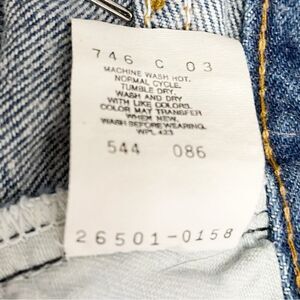 746 C 03
MACHINE WASH HOT.
NORMAL CYCLE.
TUMBLE DRY.
WASH AND DRY
WITH LIKE COLORS.
COLOR MAY TRANSFER
WHEN NEW.
WASH BEFORE WEARING.
WPL 423
544 086
26501-0158